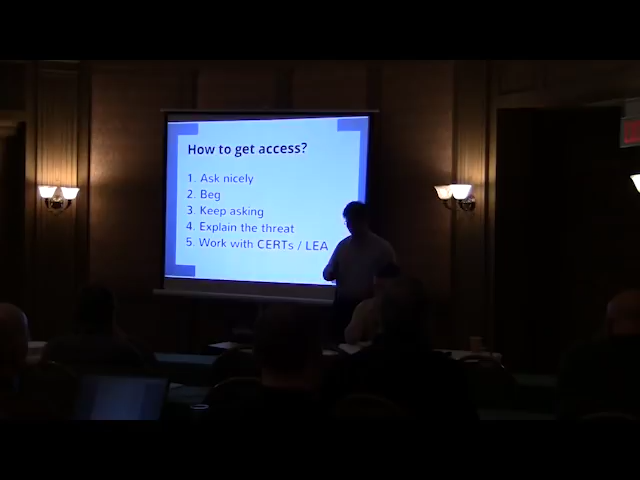 How to get access?
1. Ask nicely
2. Beg
3. Keep asking
4. Explain the threat
5. Work with CERTs / LEA